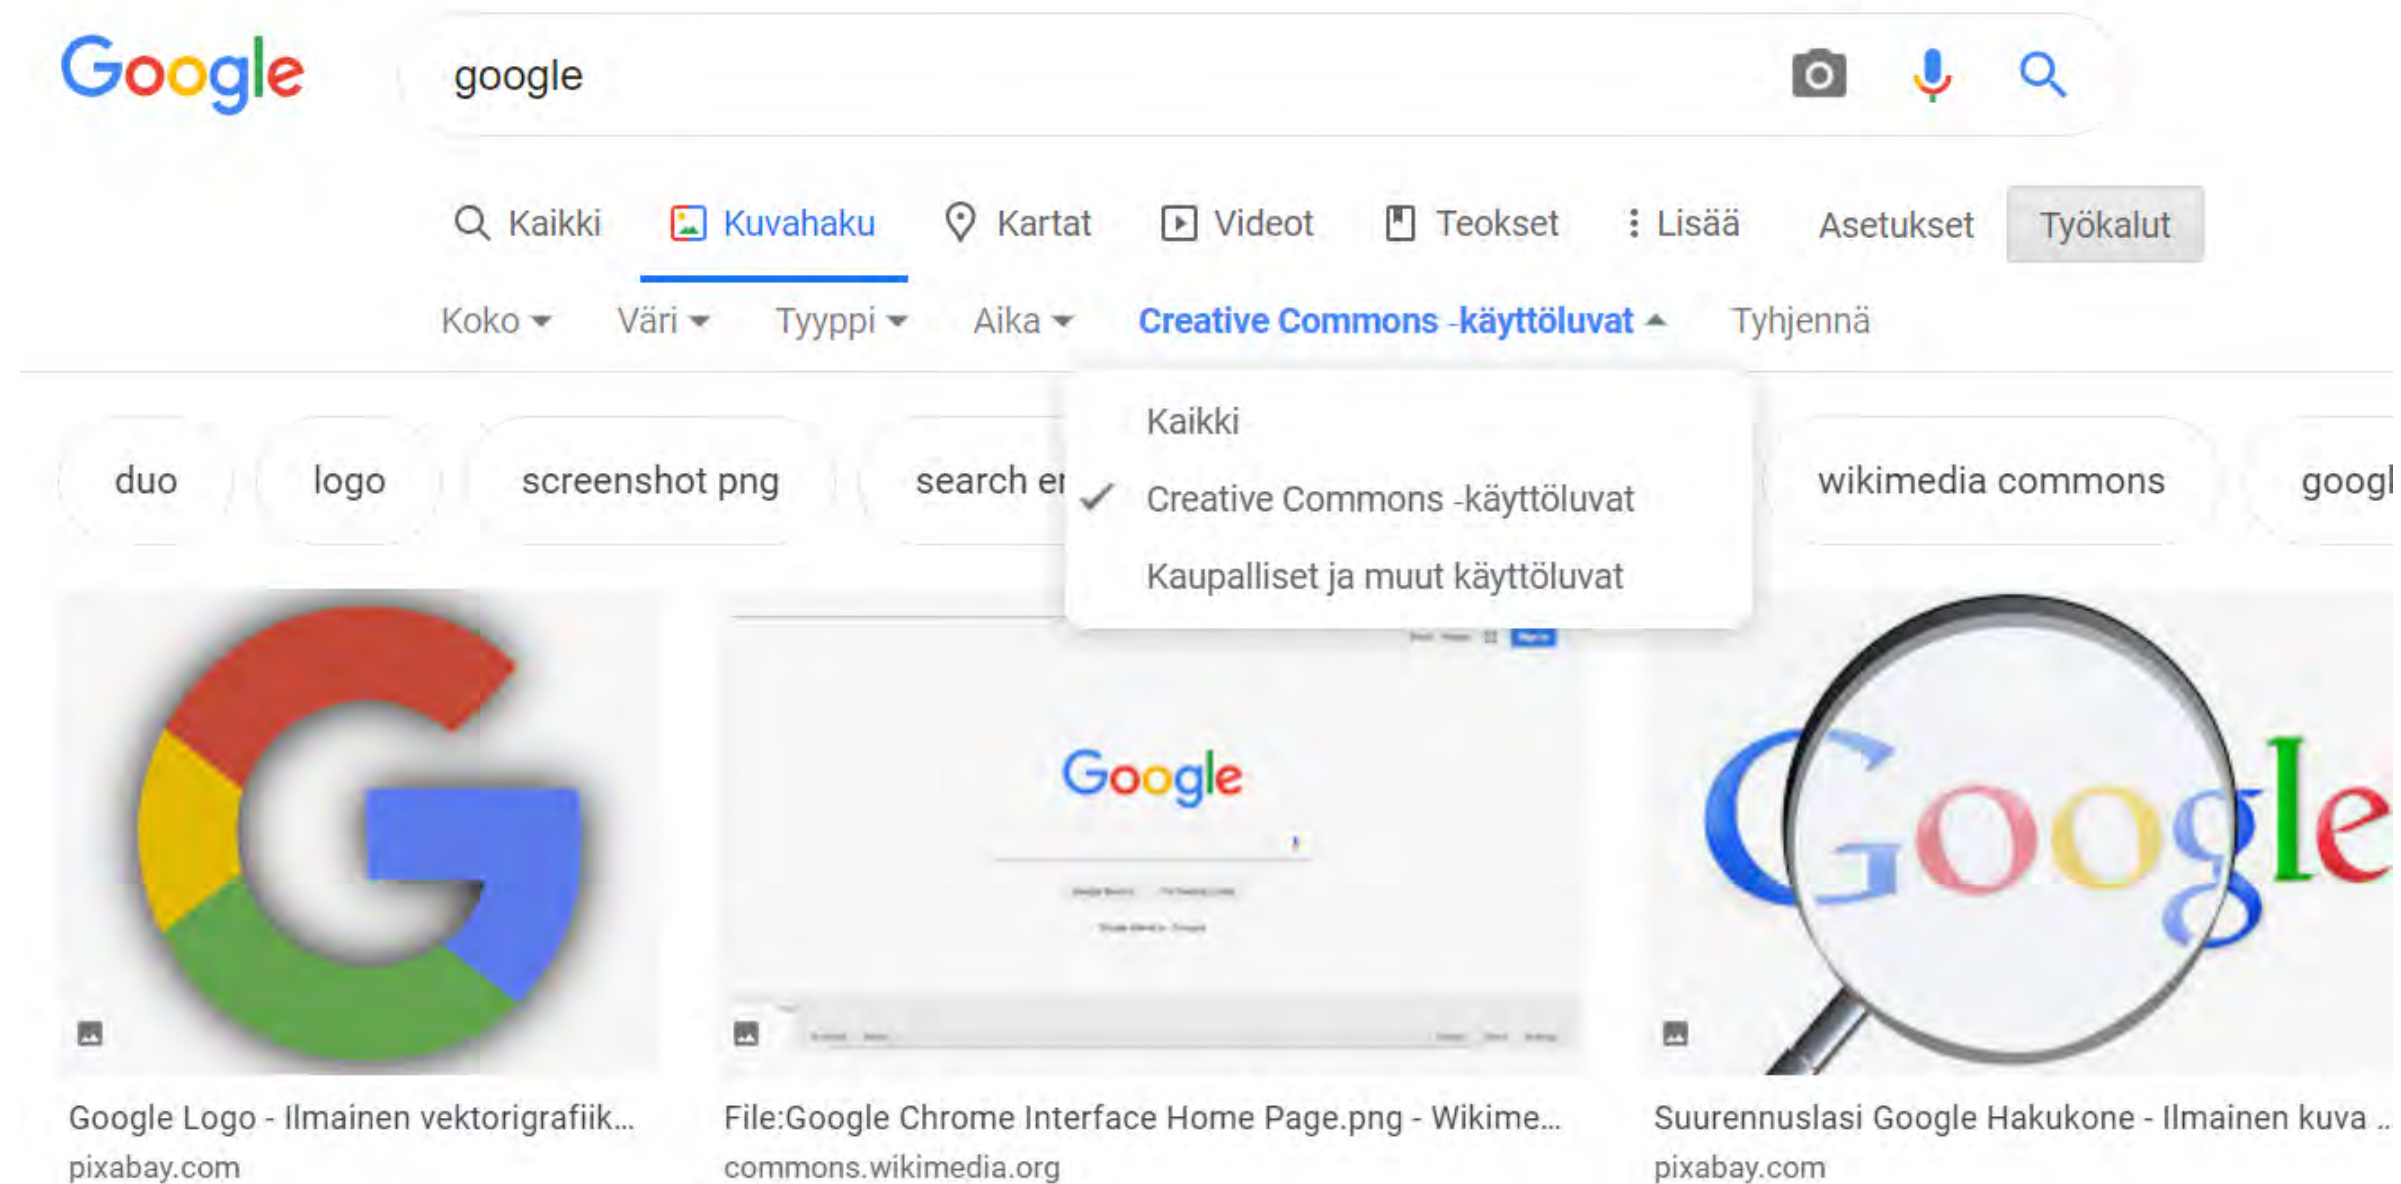 Google google
Kaikki Kuvahaku Kartat Videot Teokset Lisää Asetukset Työkalut
Koko Väri Tyyppi Aika Creative Commons -käyttöluvat Tyhjennä
Kaikki
Creative Commons -käyttöluvat
Kaupalliset ja muut käyttöluvat
duo logo screenshot png search wikimedia commons
Google
Google
Google Logo - Ilmainen vektorigrafiik...
pixabay.com
File:Google Chrome Interface Home Page.png - Wikime...
commons.wikimedia.org
Suurennuslasi Google Hakukone - Ilmainen kuva ...
pixabay.com